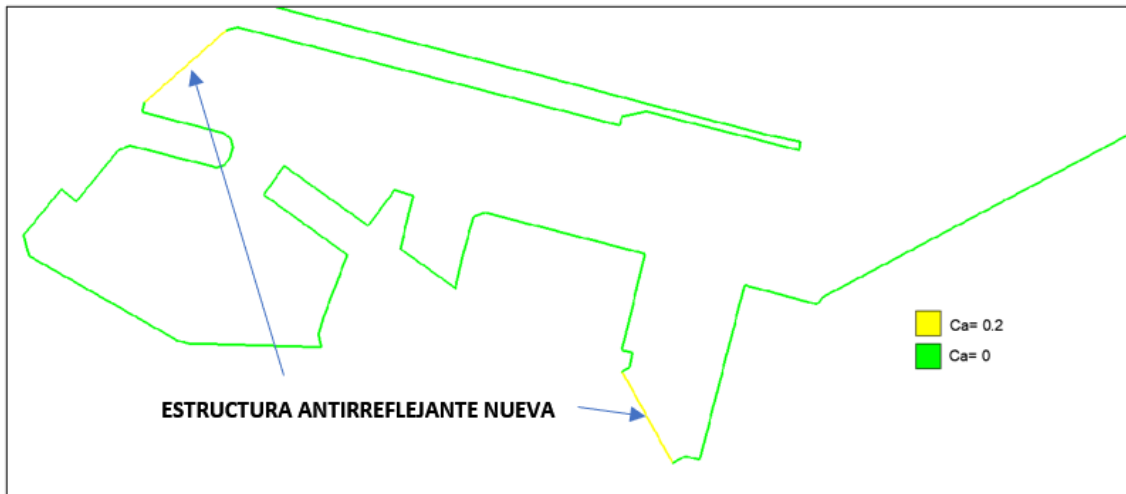 Ca= 0.2
Ca= 0
ESTRUCTURA ANTIRREFLEJANTE NUEVA